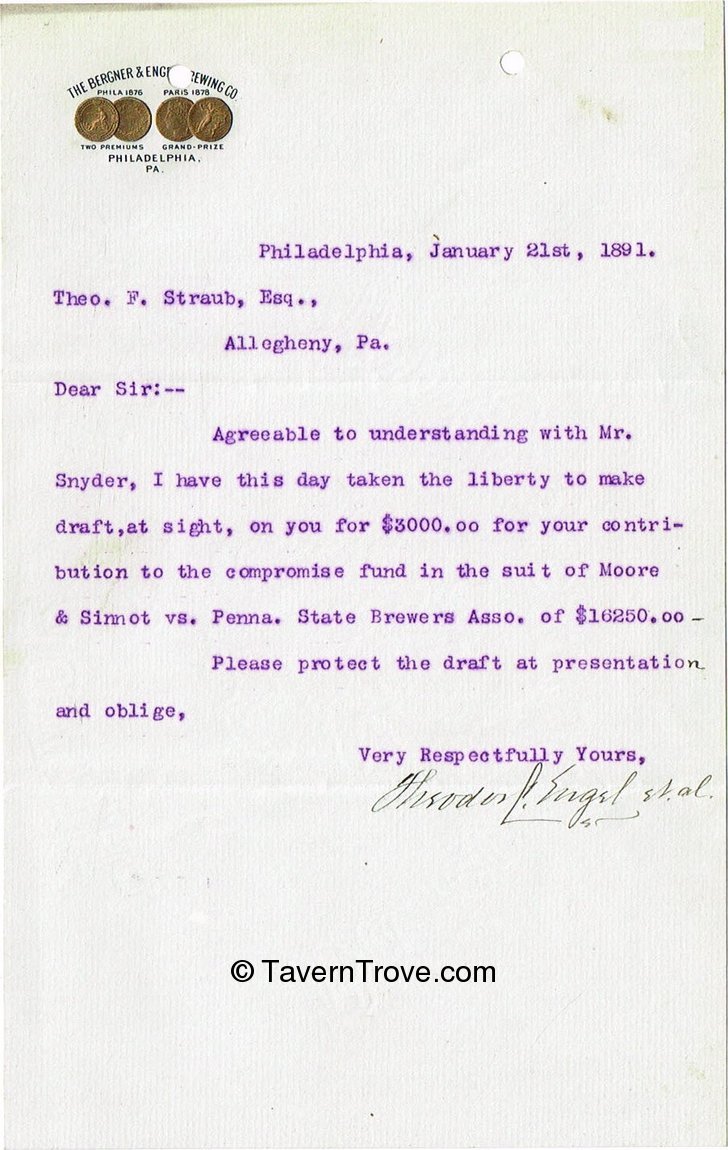 THE BERGNER & ENGEL BREWING CO.
PHILA 1876 PARIS 1878
TWO PREMIUMS GRAND-PRIZE
PHILADELPHIA,
PA.
Philadelphia, January 21st, 1891.
Theo. F. Straub, Esq.,
Allegheny, Pa.
Dear Sir:--
Agreeable to understanding with Mr.
Snyder, I have this day taken the liberty to make
draft,at sight, on you for $3000.00 for your contri-
bution to the compromise fund in the suit of Moore
& Sinnot vs. Penna. State Brewers Asso. of $16250.00 -
Please protect the draft at presentation
and oblige,
Very Respectfully Yours,
Theodor C. Engel et. al.
© TavernTrove.com